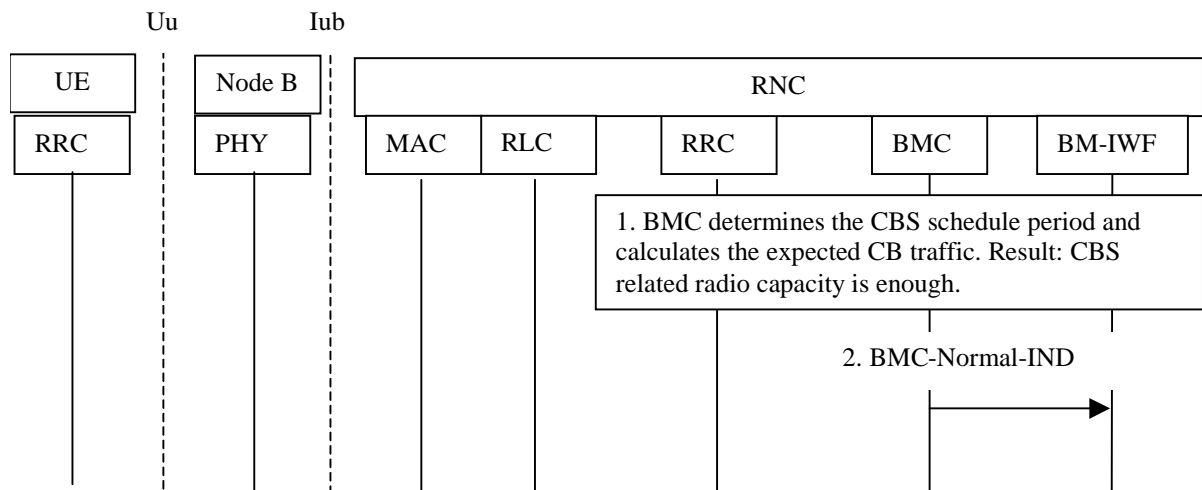 Uu Iub
UE Node B RNC
RRC PHY MAC RLC RRC BMC BM-IWF
1. BMC determines the CBS schedule period and
calculates the expected CB traffic. Result: CBS
related radio capacity is enough.
2. BMC-Normal-IND